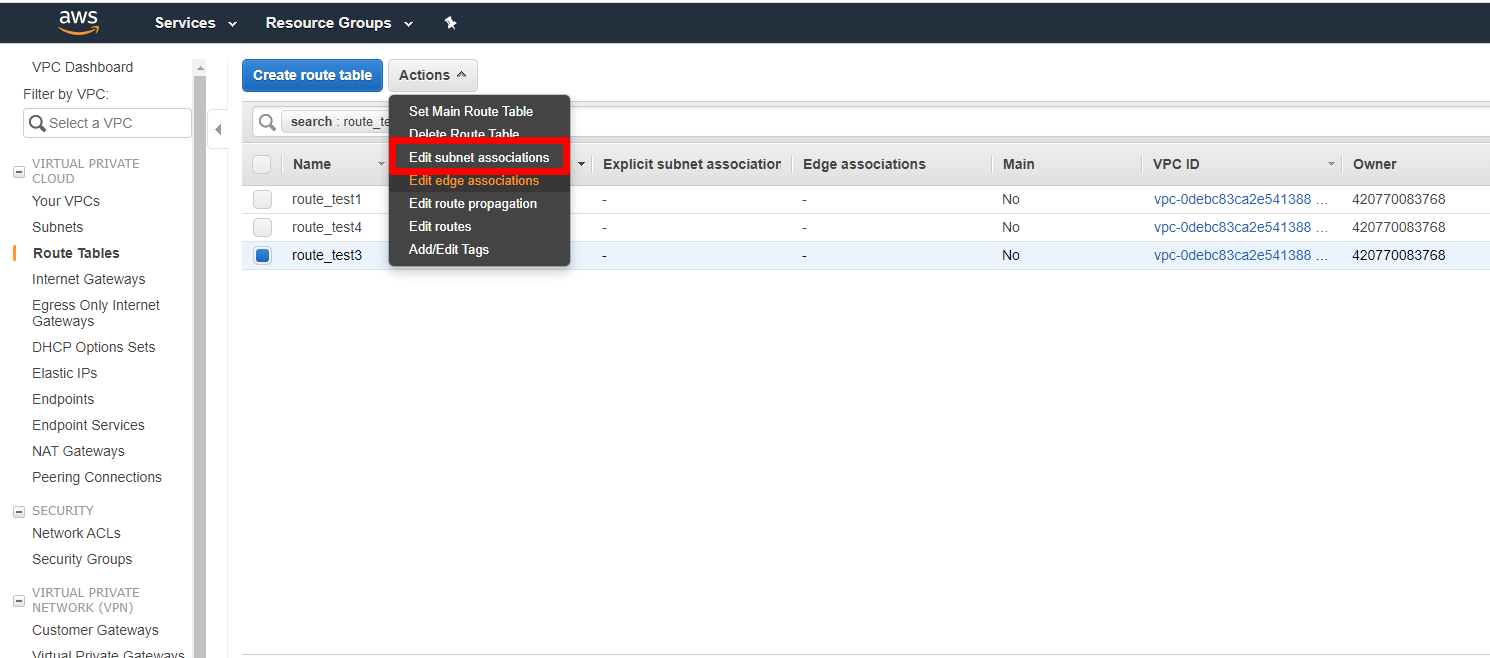 aws Services Resource Groups
VPC Dashboard
Filter by VPC:
Select a VPC
VIRTUAL PRIVATE
CLOUD
Your VPCs
Subnets
Route Tables
Internet Gateways
Egress Only Internet
Gateways
DHCP Options Sets
Elastic IPs
Endpoints
Endpoint Services
NAT Gateways
Peering Connections
SECURITY
Network ACLs
Security Groups
VIRTUAL PRIVATE
NETWORK (VPN)
Customer Gateways
Virtual Private Gateways
Create route table Actions
search : route_te
Set Main Route Table
Delete Route Table
Edit subnet associations
Edit edge associations
Edit route propagation
Edit routes
Add/Edit Tags
Name Explicit subnet association Edge associations Main VPC ID Owner
route_test1 - - No vpc-0debc83ca2e541388 ... 420770083768
route_test4 - - No vpc-0debc83ca2e541388 ... 420770083768
route_test3 - - No vpc-0debc83ca2e541388 ... 420770083768